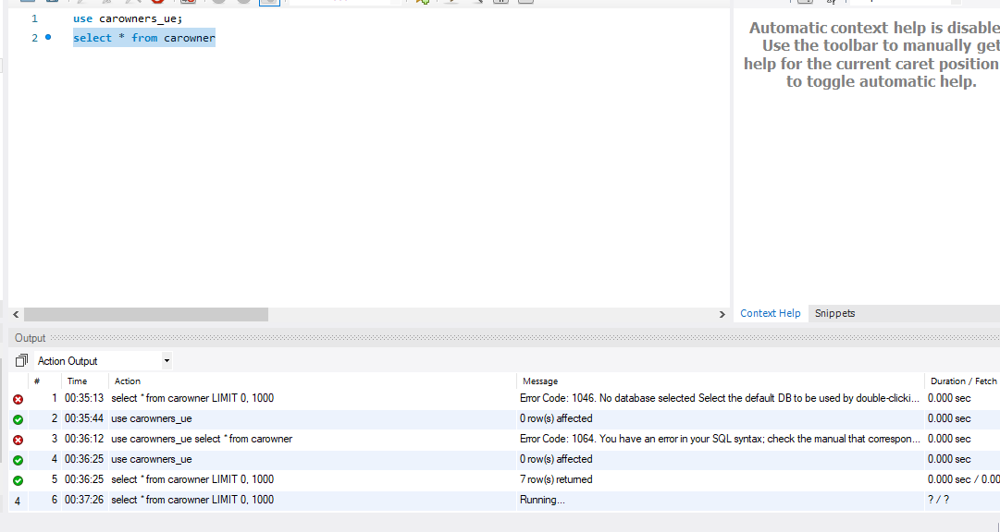 1 use carowners_ue;
2 select * from carowner
Automatic context help is disable
Use the toolbar to manually get
help for the current caret position
to toggle automatic help.
Context Help Snippets
Output
Action Output
# Time Action Message Duration / Fetch
1 00:35:13 select * from carowner LIMIT 0, 1000 Error Code: 1046. No database selected Select the default DB to be used by double-clicki... 0.000 sec
2 00:35:44 use carowners_ue 0 row(s) affected 0.000 sec
3 00:36:12 use carowners_ue select * from carowner Error Code: 1064. You have an error in your SQL syntax; check the manual that correspon... 0.000 sec
4 00:36:25 use carowners_ue 0 row(s) affected 0.000 sec
5 00:36:25 select * from carowner LIMIT 0, 1000 7 row(s) returned 0.000 sec / 0.00
4 6 00:37:26 select * from carowner LIMIT 0, 1000 Running... ? / ?